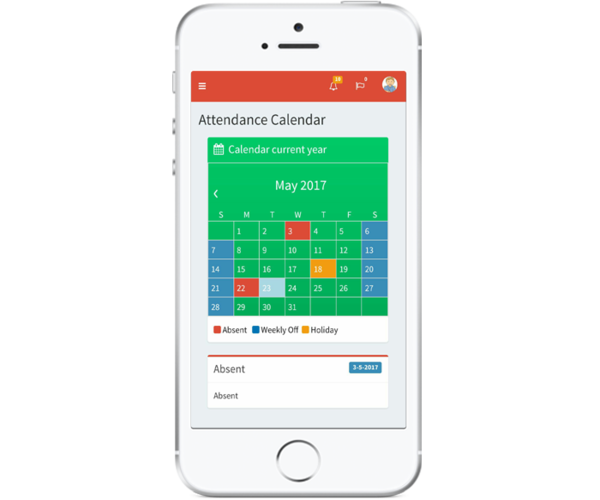 10
0
Attendance Calendar
Calendar current year
May 2017
S M T W T F S
1 2 3 4 5 6
7 8 9 10 11 12 13
14 15 16 17 18 19 20
21 22 23 24 25 26 27
28 29 30 31
Absent Weekly Off Holiday
Absent 3-5-2017
Absent